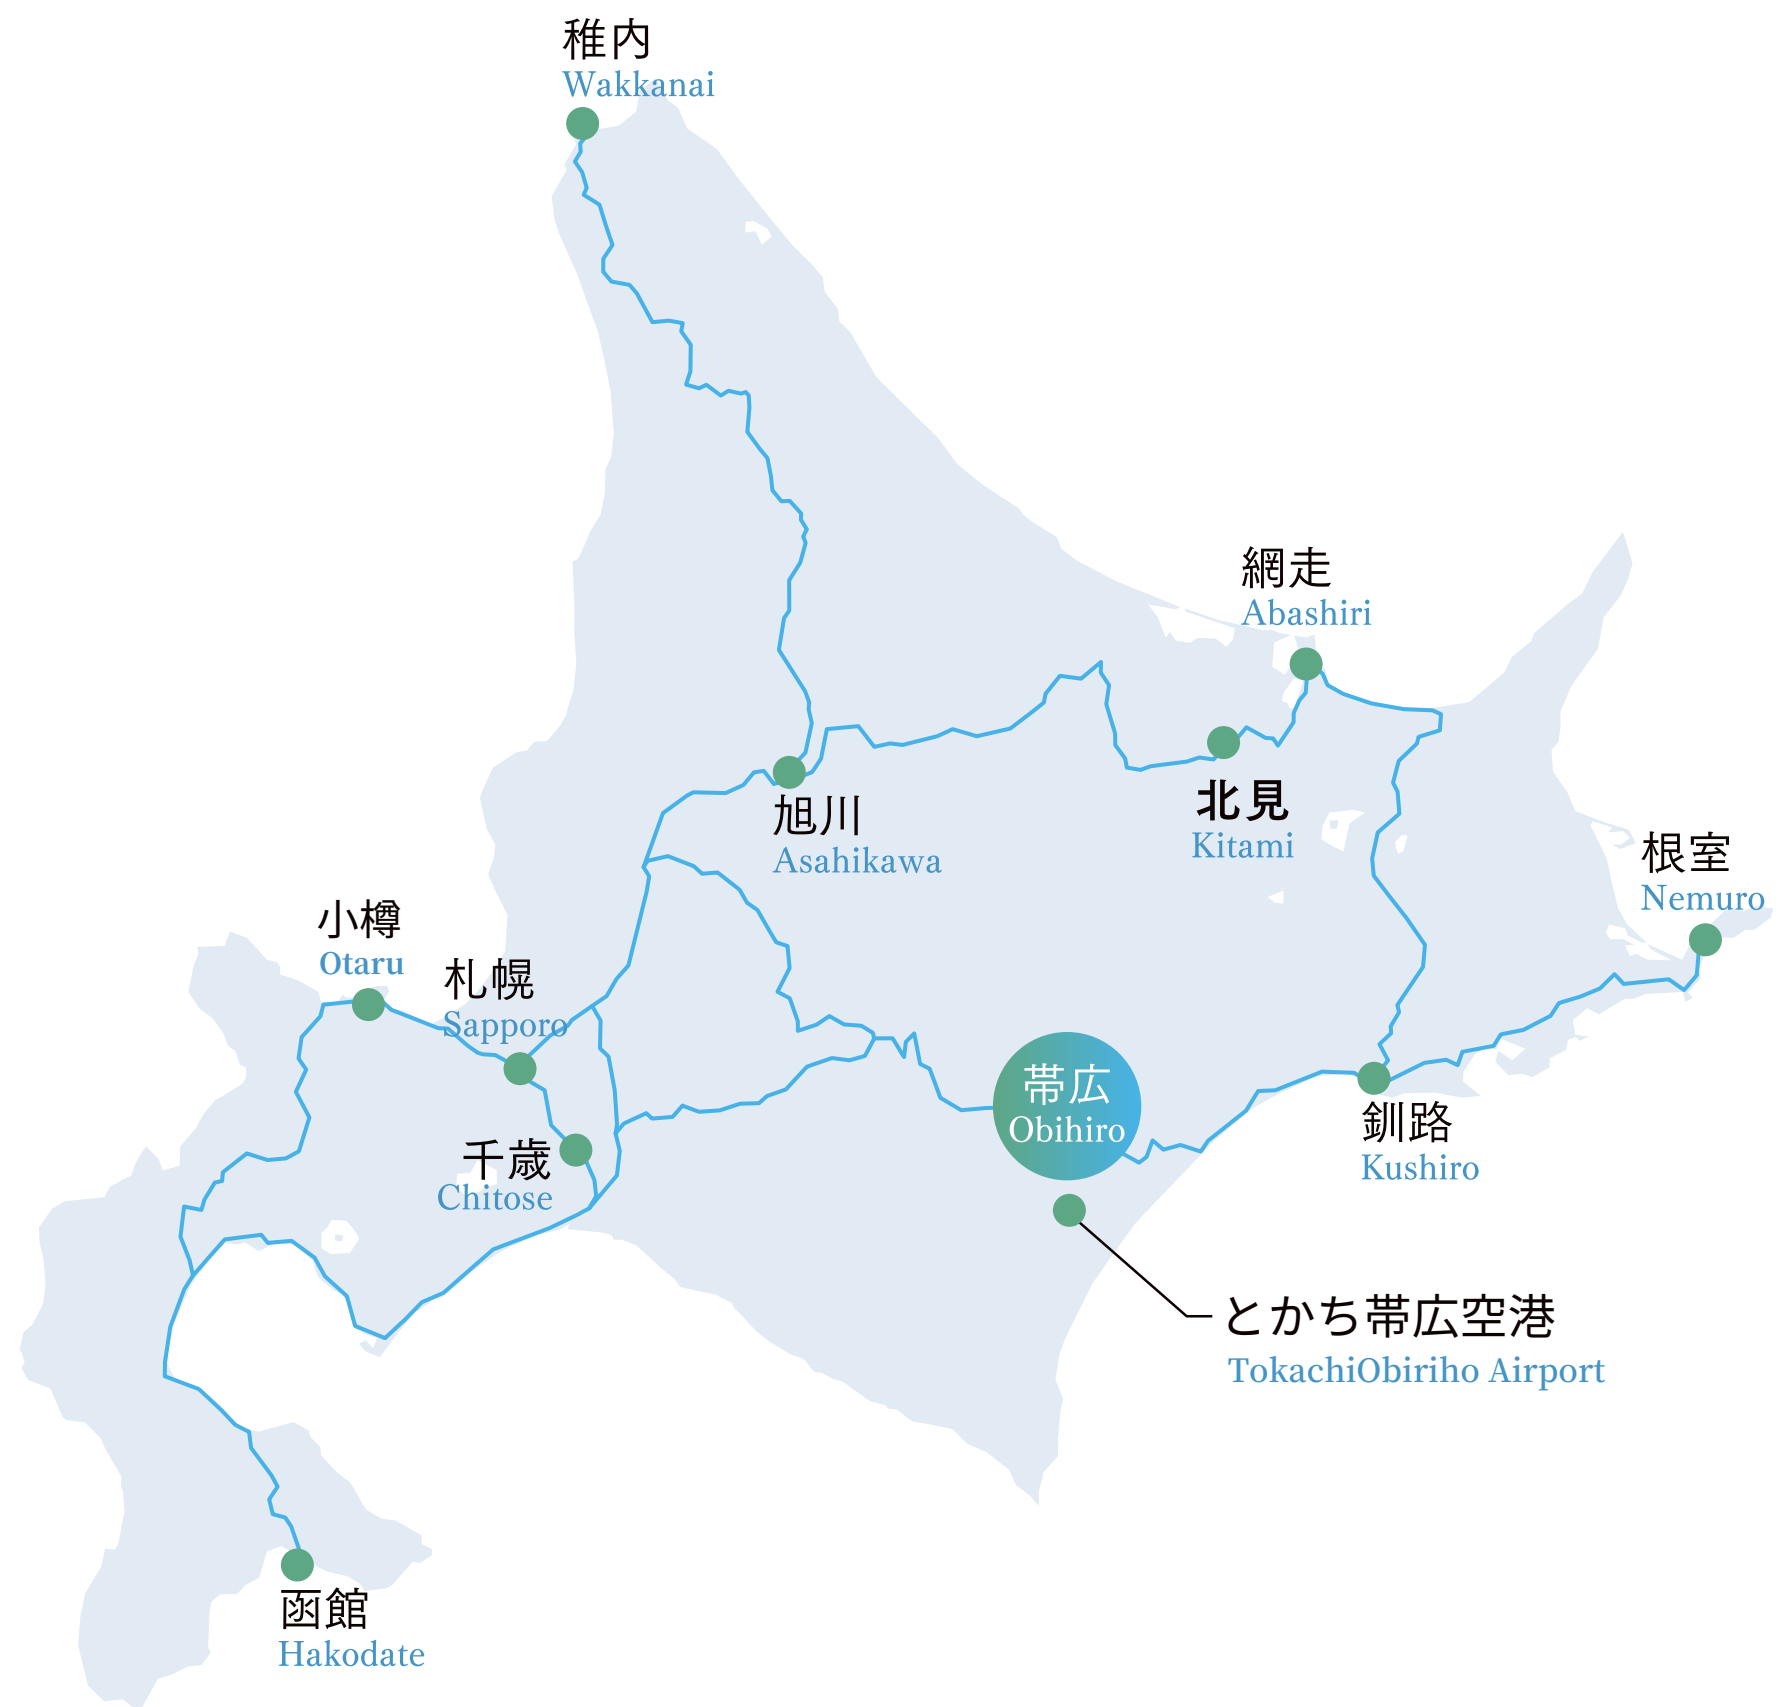 稚内
Wakkanai
網走
Abashiri
北見
Kitami
旭川
Asahikawa
根室
Nemuro
小樽
Otaru
札幌
Sapporo
帯広
Obihiro
釧路
Kushiro
千歳
Chitose
とかち帯広空港
TokachiObiriho Airport
函館
Hakodate